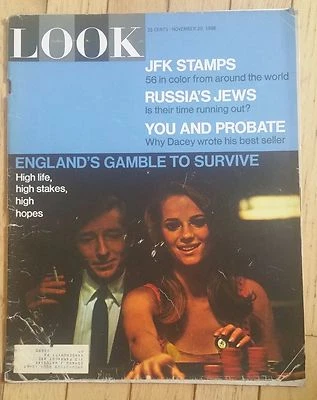 LOOK
35 CENTS · NOVEMBER 29, 1966
JFK STAMPS
56 in color from around the world
RUSSIA'S JEWS
Is their time running out?
YOU AND PROBATE
Why Dacey wrote his best seller
ENGLAND'S GAMBLE TO SURVIVE
High life,
high stakes,
high
hopes